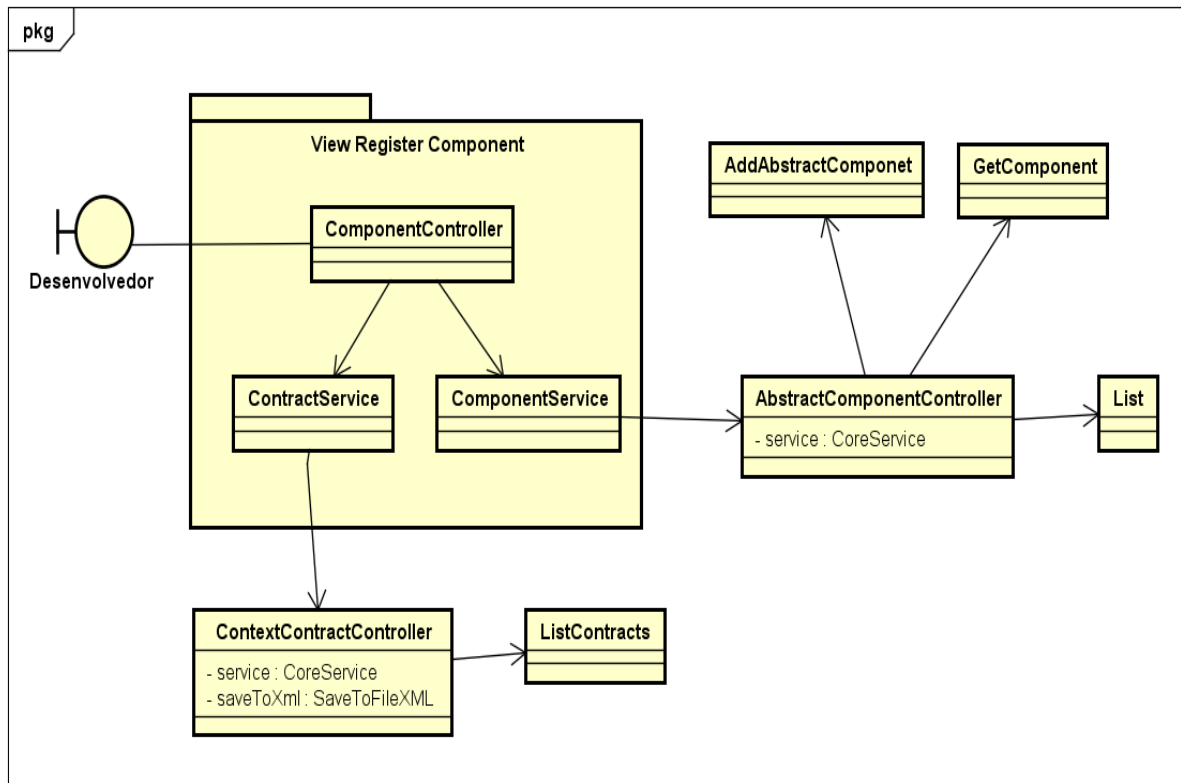 pkg
View Register Component
AddAbstractComponet
GetComponent
ComponentController
Desenvolvedor
ContractService
ComponentService
AbstractComponentController
- service : CoreService
List
ContextContractController
- service : CoreService
- saveToXml : SaveToFileXML
ListContracts